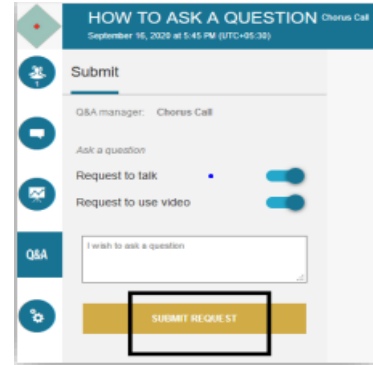 HOW TO ASK A QUESTION Chorus Call
September 16, 2020 at 5:45 PM (UTC+05:30)
1
Submit
Q&A manager: Chorus Call
Ask a question
Request to talk
Request to use video
Q&A
I wish to ask a question
SUBMIT REQUEST